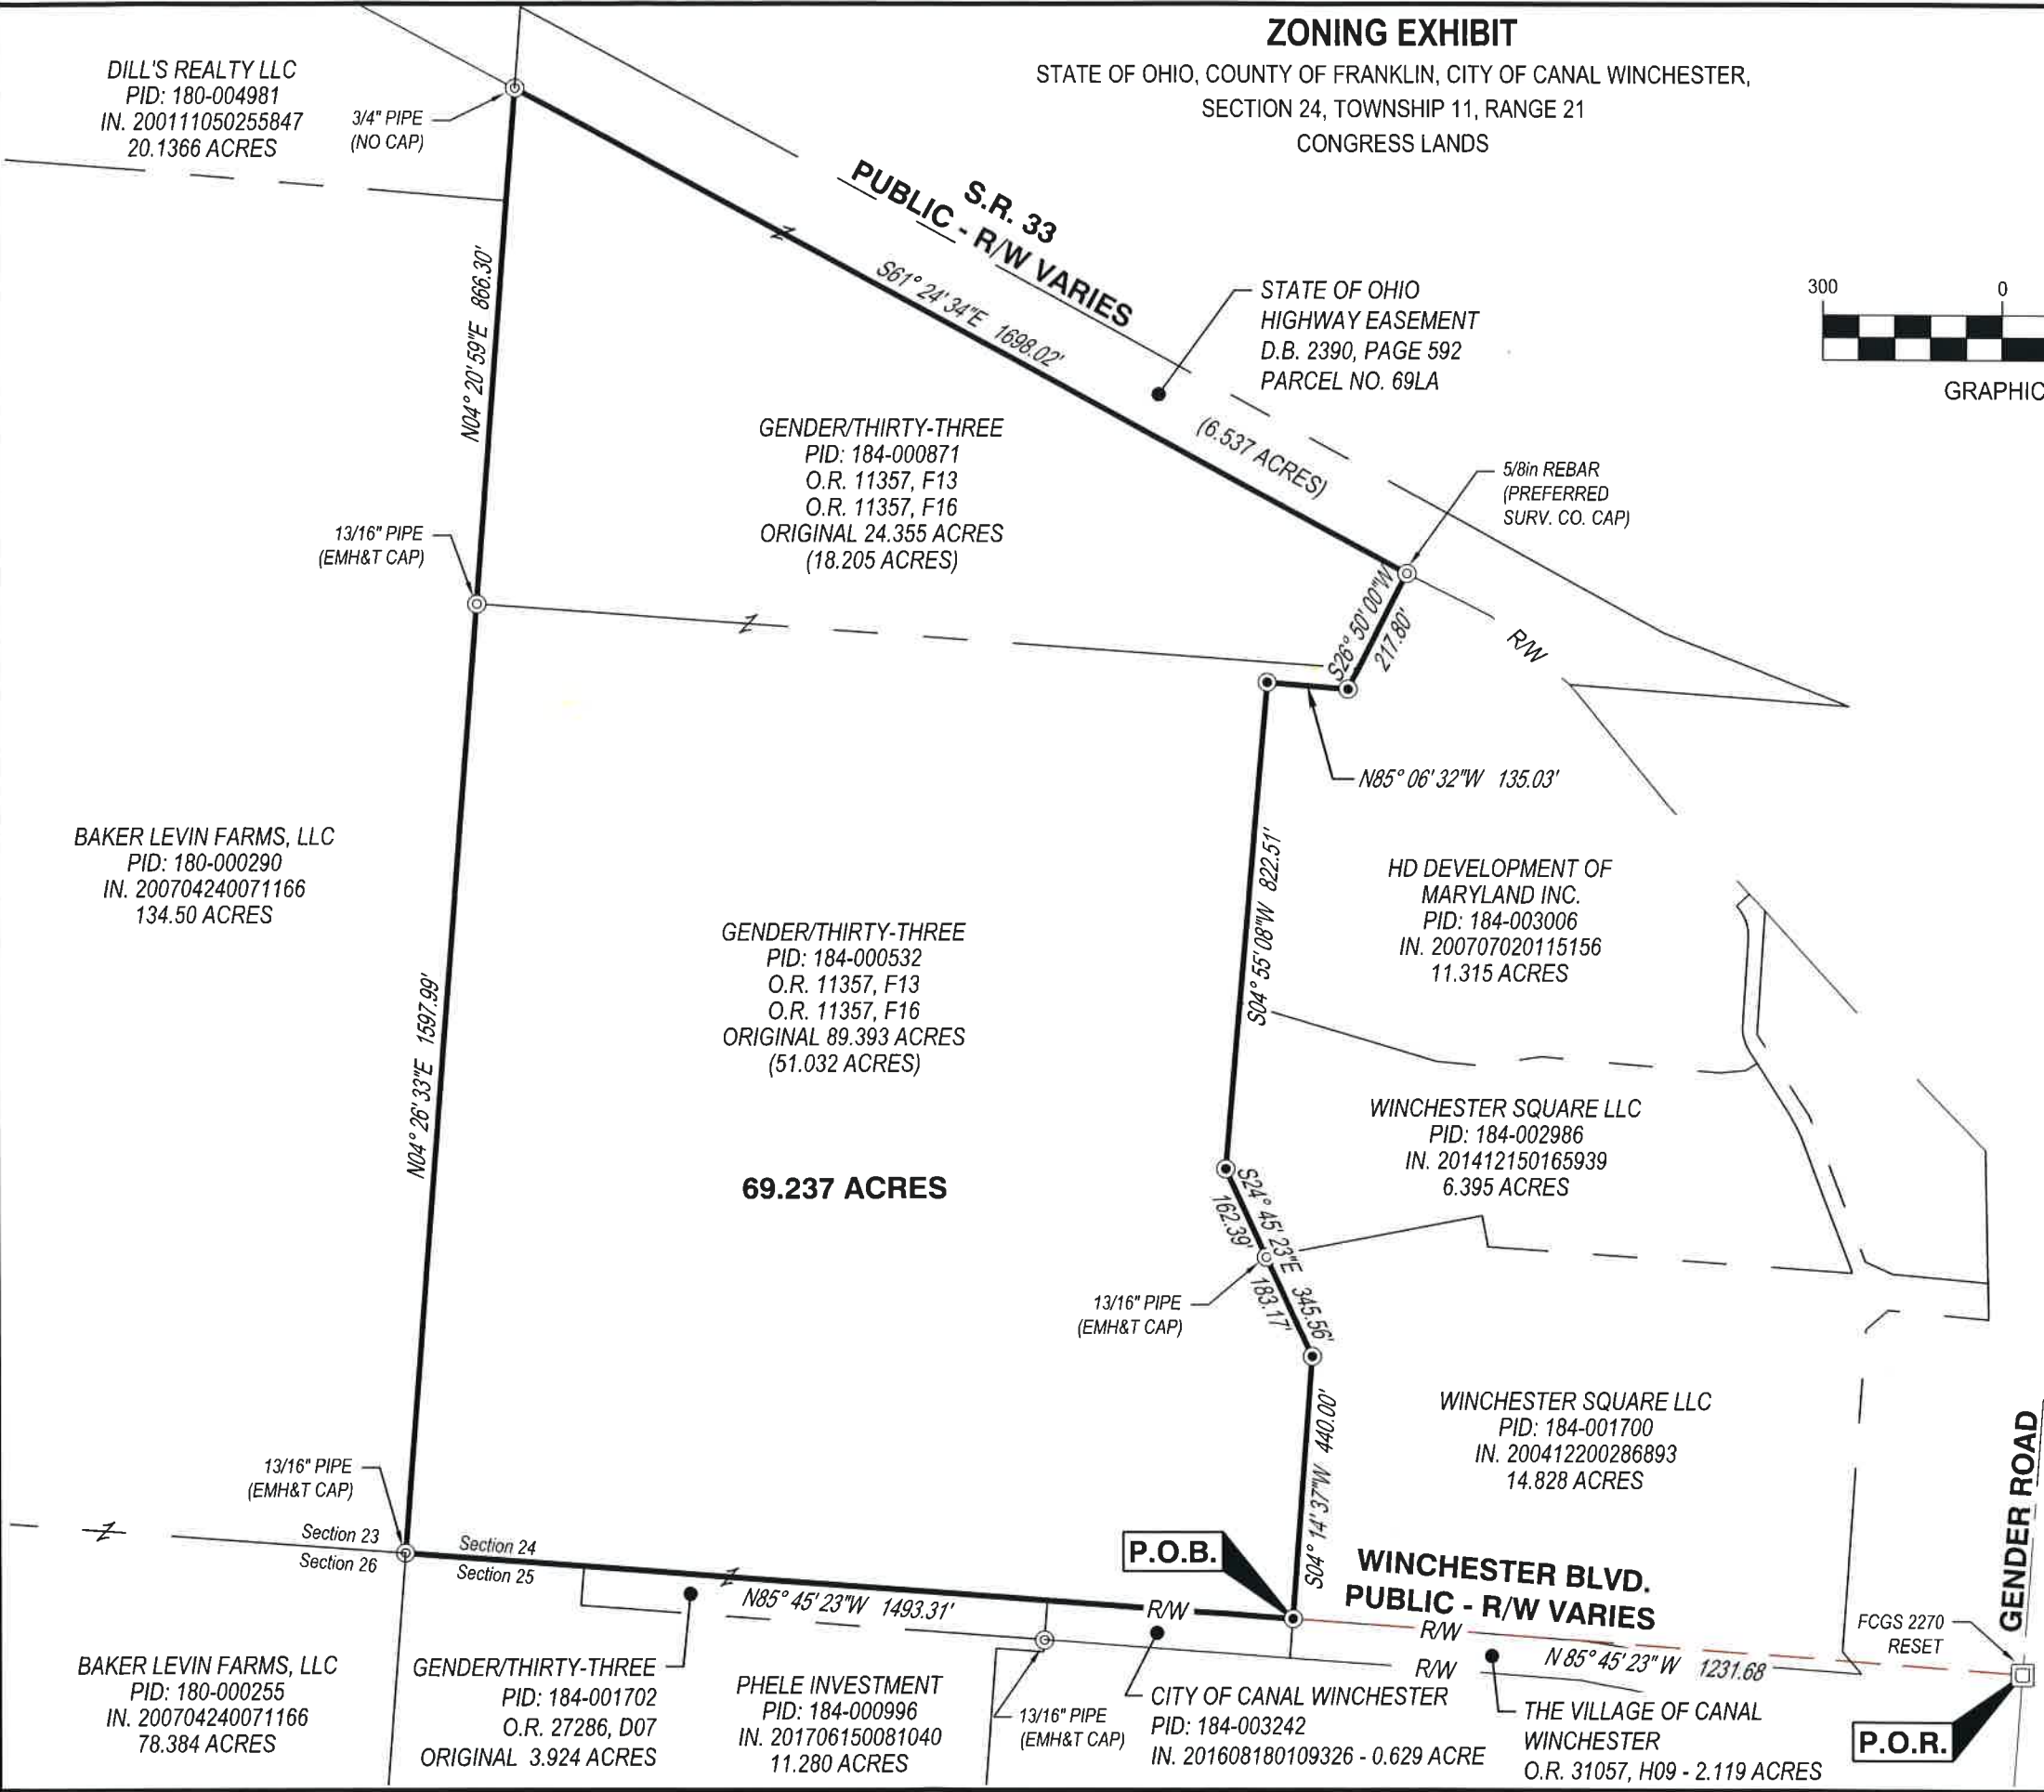 ZONING EXHIBIT
STATE OF OHIO, COUNTY OF FRANKLIN, CITY OF CANAL WINCHESTER,
SECTION 24, TOWNSHIP 11, RANGE 21
CONGRESS LANDS
DILL'S REALTY LLC
PID: 180-004981
IN. 200111050255847
20.1366 ACRES
3/4" PIPE
(NO CAP)
S.R. 33
PUBLIC - R/W VARIES
S61° 24' 34"E 1698.02'
STATE OF OHIO
HIGHWAY EASEMENT
D.B. 2390, PAGE 592
PARCEL NO. 69LA
300
0
GRAPHIC
N04° 20' 59"E 866.30'
GENDER/THIRTY-THREE
PID: 184-000871
O.R. 11357, F13
O.R. 11357, F16
ORIGINAL 24.355 ACRES
(18.205 ACRES)
(6.537 ACRES)
5/8in REBAR
(PREFERRED
SURV. CO. CAP)
13/16" PIPE
(EMH&T CAP)
S26° 50' 00"W
217.80'
R/W
N85° 06' 32"W 135.03'
BAKER LEVIN FARMS, LLC
PID: 180-000290
IN. 200704240071166
134.50 ACRES
S04° 55' 08"W 822.51'
HD DEVELOPMENT OF
MARYLAND INC.
PID: 184-003006
IN. 200707020115156
11.315 ACRES
GENDER/THIRTY-THREE
PID: 184-000532
O.R. 11357, F13
O.R. 11357, F16
ORIGINAL 89.393 ACRES
(51.032 ACRES)
N04° 26' 33"E 1597.99'
WINCHESTER SQUARE LLC
PID: 184-002986
IN. 201412150165939
6.395 ACRES
69.237 ACRES
S24° 45' 23"E 345.56'
162.39'
183.17'
13/16" PIPE
(EMH&T CAP)
WINCHESTER SQUARE LLC
PID: 184-001700
IN. 200412200286893
14.828 ACRES
S04° 14' 37"W 440.00'
GENDER ROAD
13/16" PIPE
(EMH&T CAP)
Section 23
Section 26
Section 24
Section 25
P.O.B.
WINCHESTER BLVD.
PUBLIC - R/W VARIES
N85° 45' 23"W 1493.31'
R/W
R/W
R/W
N 85° 45' 23" W 1231.68
FCGS 2270
RESET
BAKER LEVIN FARMS, LLC
PID: 180-000255
IN. 200704240071166
78.384 ACRES
GENDER/THIRTY-THREE
PID: 184-001702
O.R. 27286, D07
ORIGINAL 3.924 ACRES
PHELE INVESTMENT
PID: 184-000996
IN. 201706150081040
11.280 ACRES
13/16" PIPE
(EMH&T CAP)
CITY OF CANAL WINCHESTER
PID: 184-003242
IN. 201608180109326 - 0.629 ACRE
THE VILLAGE OF CANAL
WINCHESTER
O.R. 31057, H09 - 2.119 ACRES
P.O.R.